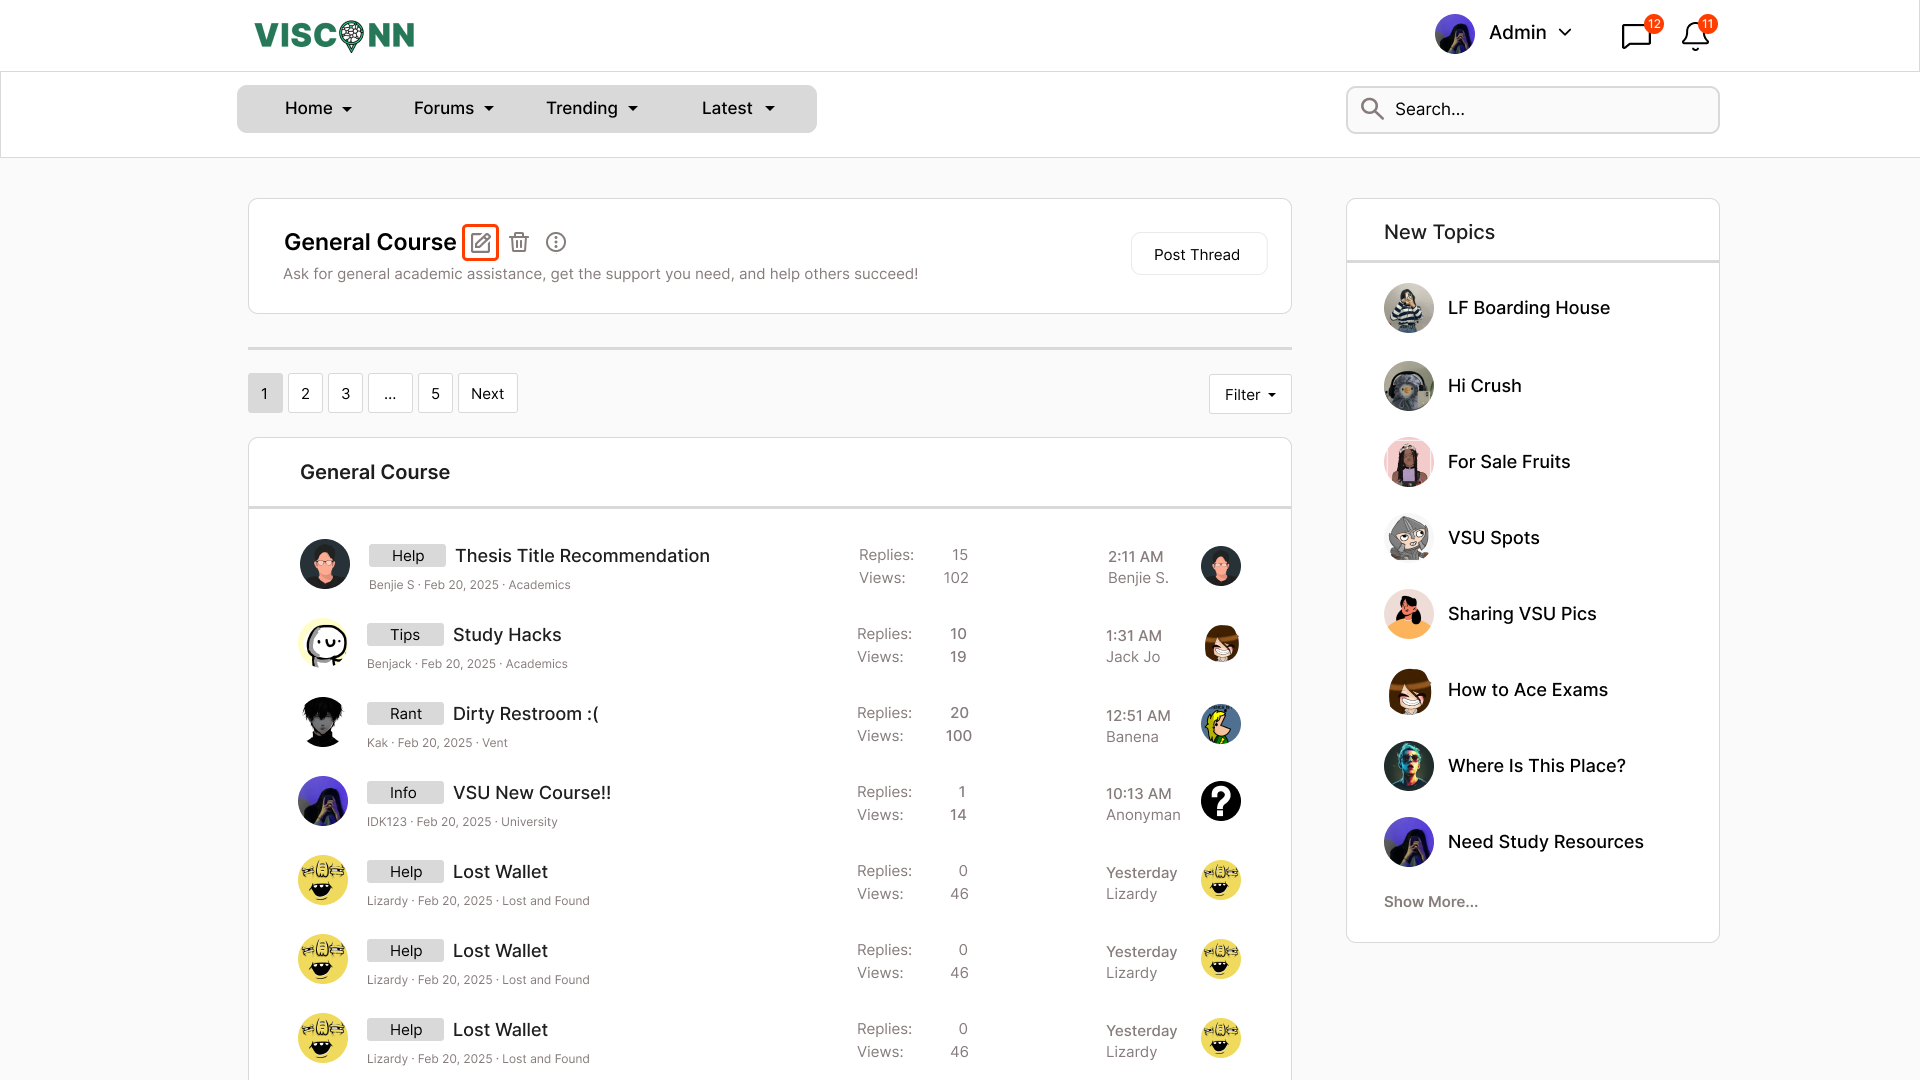 VISCONN
Admin
12
11
Home
Forums
Trending
Latest
Search...
General Course
Ask for general academic assistance, get the support you need, and help others succeed!
Post Thread
1
2
3
...
5
Next
Filter
General Course
Help
Thesis Title Recommendation
Benjie S · Feb 20, 2025 · Academics
Replies: 15
Views: 102
2:11 AM
Benjie S.
Tips
Study Hacks
Benjack · Feb 20, 2025 · Academics
Replies: 10
Views: 19
1:31 AM
Jack Jo
Rant
Dirty Restroom :(
Kak · Feb 20, 2025 · Vent
Replies: 20
Views: 100
12:51 AM
Banena
Info
VSU New Course!!
IDK123 · Feb 20, 2025 · University
Replies: 1
Views: 14
10:13 AM
Anonyman
?
Help
Lost Wallet
Lizardy · Feb 20, 2025 · Lost and Found
Replies: 0
Views: 46
Yesterday
Lizardy
Help
Lost Wallet
Lizardy · Feb 20, 2025 · Lost and Found
Replies: 0
Views: 46
Yesterday
Lizardy
Help
Lost Wallet
Lizardy · Feb 20, 2025 · Lost and Found
Replies: 0
Views: 46
Yesterday
Lizardy
New Topics
LF Boarding House
Hi Crush
For Sale Fruits
VSU Spots
Sharing VSU Pics
How to Ace Exams
Where Is This Place?
Need Study Resources
Show More...